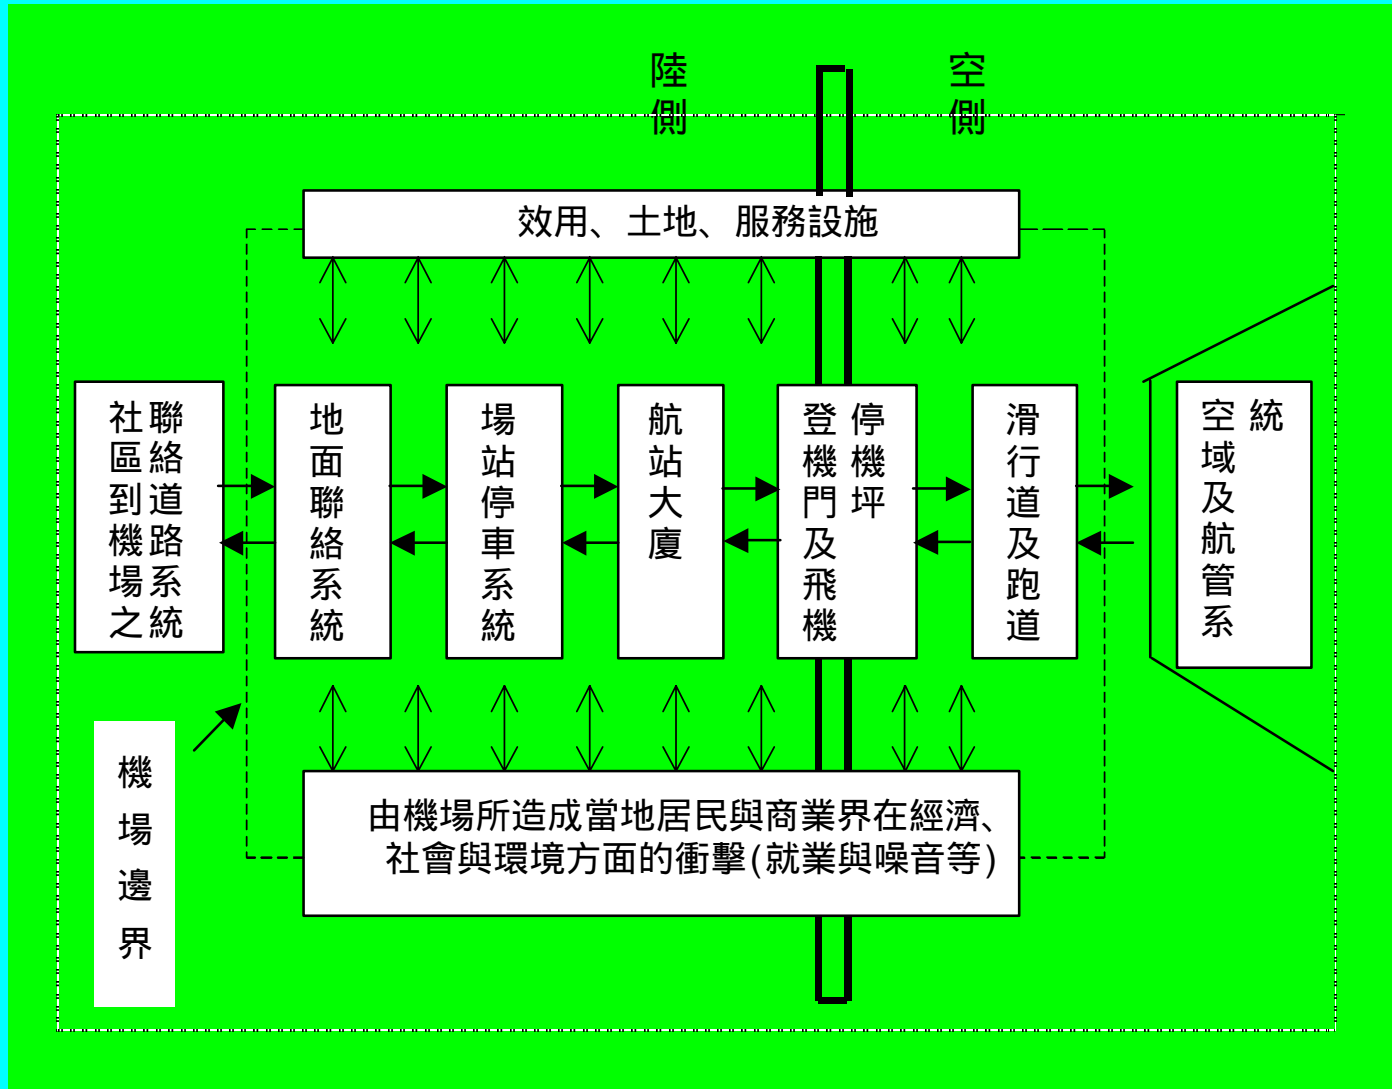 陸側
空側
效用、土地、服務設施
社區到機場之
聯絡道路系統
地面聯絡系統
場站停車系統
航站大廈
登機門及飛機
停機坪
滑行道及跑道
空域及航管系
統
機場邊界
由機場所造成當地居民與商業界在經濟、
社會與環境方面的衝擊(就業與噪音等)